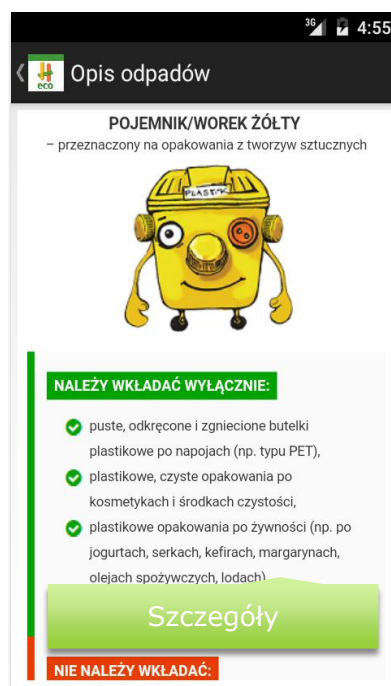 3G 4:55
eco Opis odpadów
POJEMNIK/WOREK ŻÓŁTY
– przeznaczony na opakowania z tworzyw sztucznych
PLASTIK
NALEŻY WKŁADAĆ WYŁĄCZNIE:
puste, odkręcone i zgniecione butelki
plastikowe po napojach (np. typu PET),
plastikowe, czyste opakowania po
kosmetykach i środkach czystości,
plastikowe opakowania po żywności (np. po
jogurtach, serkach, kefirach, margarynach,
olejach spożywczych, lodach)
Szczegóły
NIE NALEŻY WKŁADAĆ: